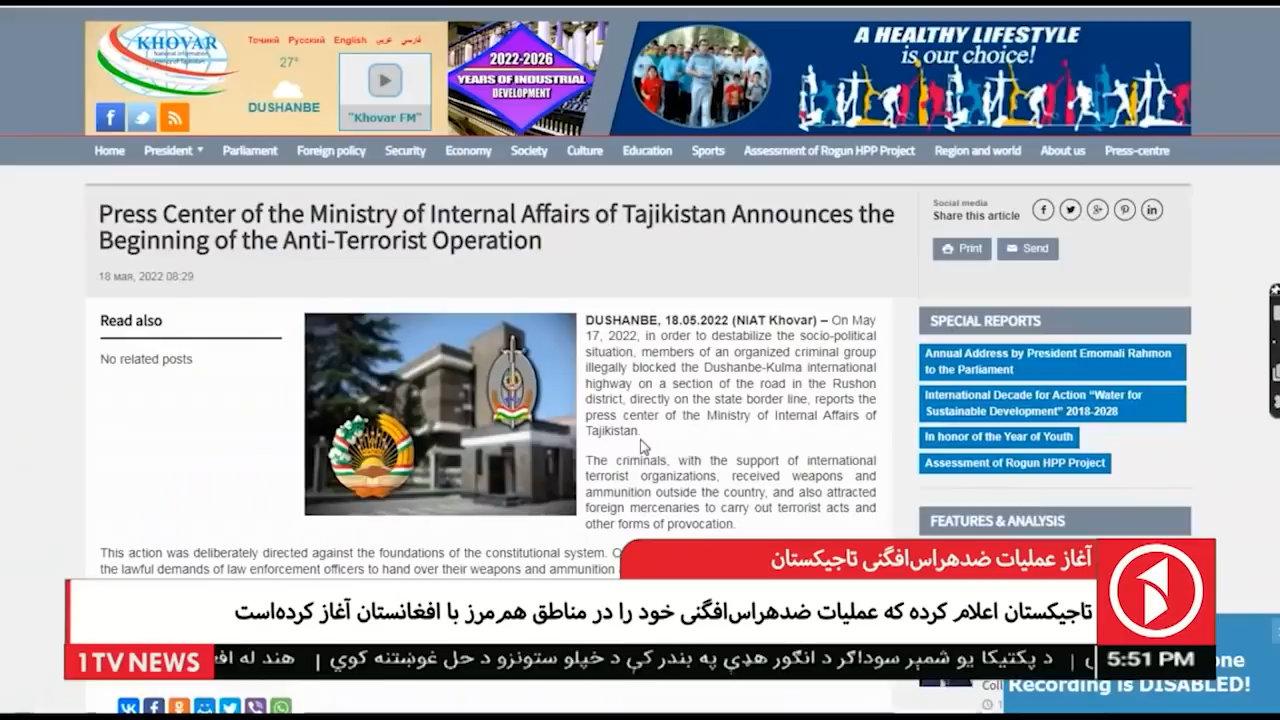 KHOVAR
Тоҷикӣ Русский English عربي فارسی
27°
DUSHANBE
"Khovar FM"
2022-2026
YEARS OF INDUSTRIAL
DEVELOPMENT
A HEALTHY LIFESTYLE
is our choice!
Home President Parliament Foreign policy Security Economy Society Culture Education Sports Assessment of Rogun HPP Project Region and world About us Press-centre
Press Center of the Ministry of Internal Affairs of Tajikistan Announces the
Beginning of the Anti-Terrorist Operation
18 мая, 2022 08:29
Social media
Share this article
Print Send
Read also
No related posts
DUSHANBE, 18.05.2022 (NIAT Khovar) – On May
17, 2022, in order to destabilize the socio-political
situation, members of an organized criminal group
illegally blocked the Dushanbe-Kulma international
highway on a section of the road in the Rushon
district, directly on the state border line, reports the
press center of the Ministry of Internal Affairs of
Tajikistan.
The criminals, with the support of international
terrorist organizations, received weapons and
ammunition outside the country, and also attracted
foreign mercenaries to carry out terrorist acts and
other forms of provocation.
This action was deliberately directed against the foundations of the constitutional system.
the lawful demands of law enforcement officers to hand over their weapons and ammunition
SPECIAL REPORTS
Annual Address by President Emomali Rahmon
to the Parliament
International Decade for Action “Water for
Sustainable Development” 2018-2028
In honor of the Year of Youth
Assessment of Rogun HPP Project
FEATURES & ANALYSIS
آغاز عملیات ضدهراس‌افگنی تاجیکستان
تاجیکستان اعلام کرده که عملیات ضدهراس‌افگنی خود را در مناطق هم‌مرز با افغانستان آغاز کرده‌است
1TV NEWS
د پکتیکا یو شمېر سوداګر د انګور هډې په بندر کې د خپلو ستونزو د حل غوښتنه کوي | هند له
5:51 PM
Recording is DISABLED!